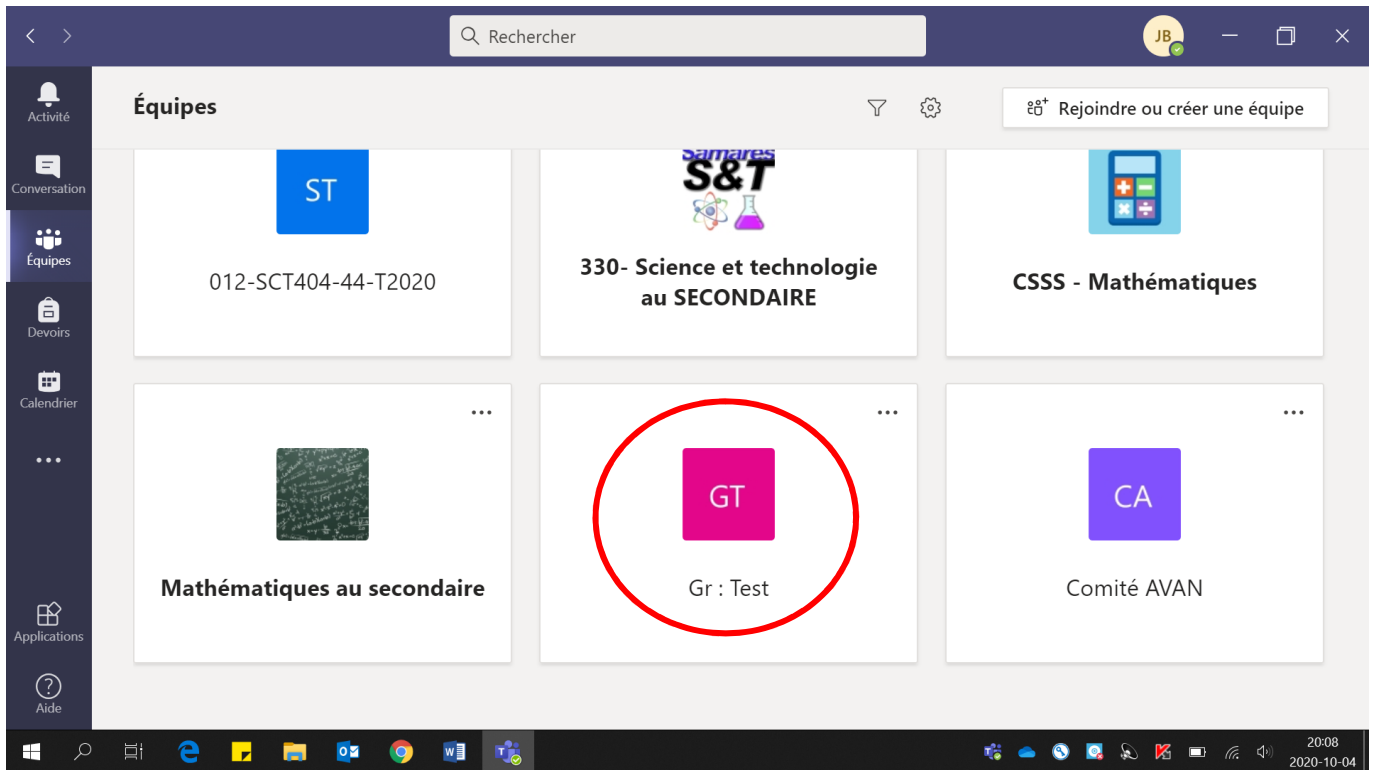 Rechercher
JB
Activité
Conversation
Équipes
Devoirs
Calendrier
Applications
Aide
Équipes
Rejoindre ou créer une équipe
ST
012-SCT404-44-T2020
Samares
S&T
330- Science et technologie
au SECONDAIRE
CSSS - Mathématiques
Mathématiques au secondaire
GT
Gr : Test
CA
Comité AVAN
20:08
2020-10-04